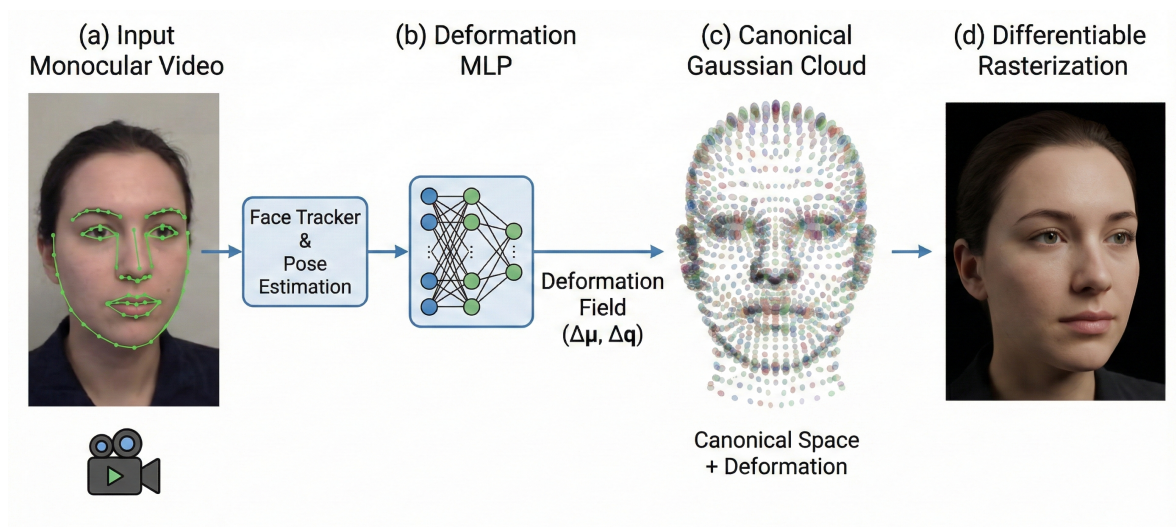 (a) Input
Monocular Video
(b) Deformation
MLP
(c) Canonical
Gaussian Cloud
(d) Differentiable
Rasterization
Face Tracker
&
Pose
Estimation
Deformation
Field
(Δμ, Δq)
Canonical Space
+ Deformation